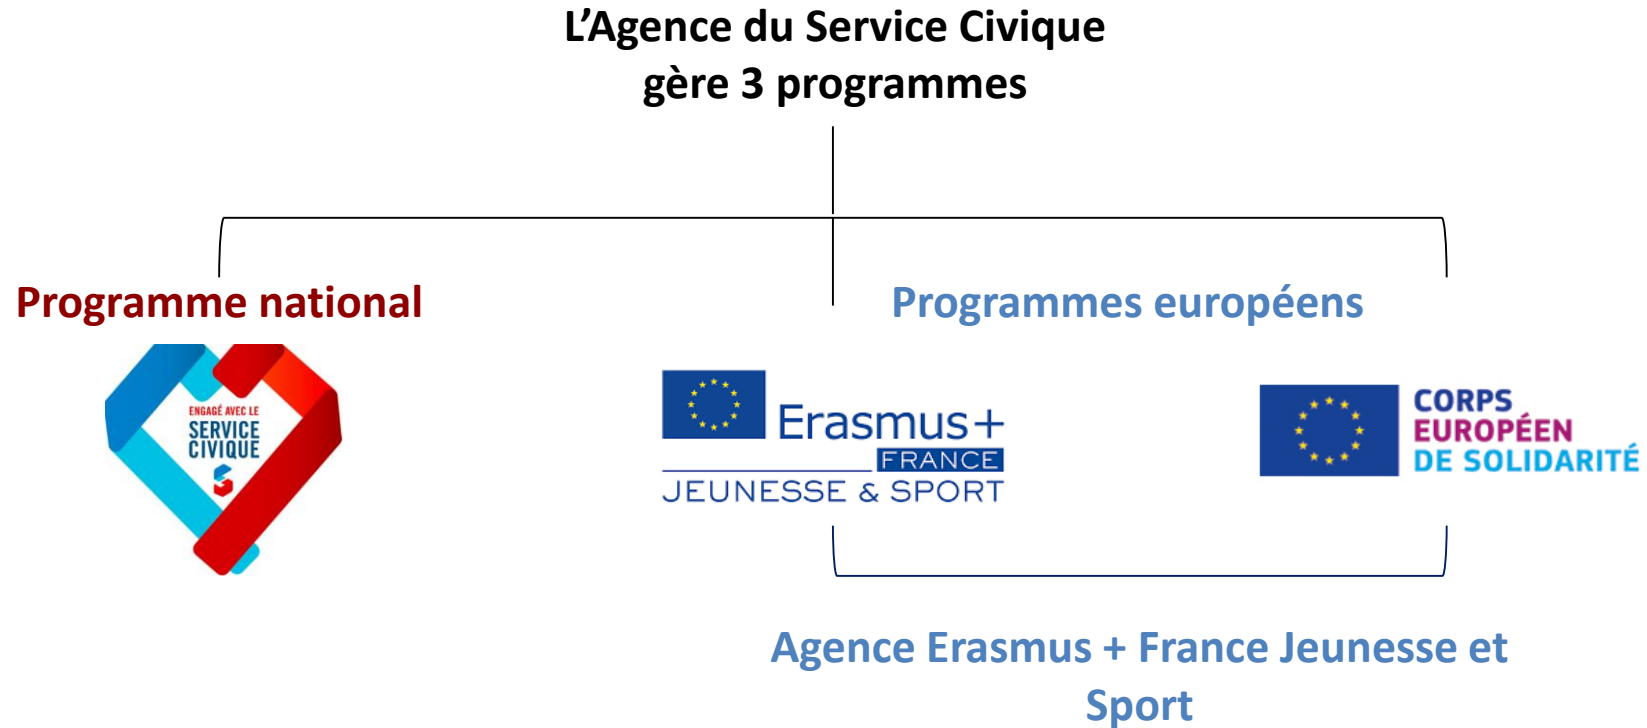 L’Agence du Service Civique
gère 3 programmes
Programme national
Programmes européens
ENGAGÉ AVEC LE
SERVICE
CIVIQUE
Erasmus+
FRANCE
JEUNESSE & SPORT
CORPS
EUROPÉEN
DE SOLIDARITÉ
Agence Erasmus + France Jeunesse et
Sport